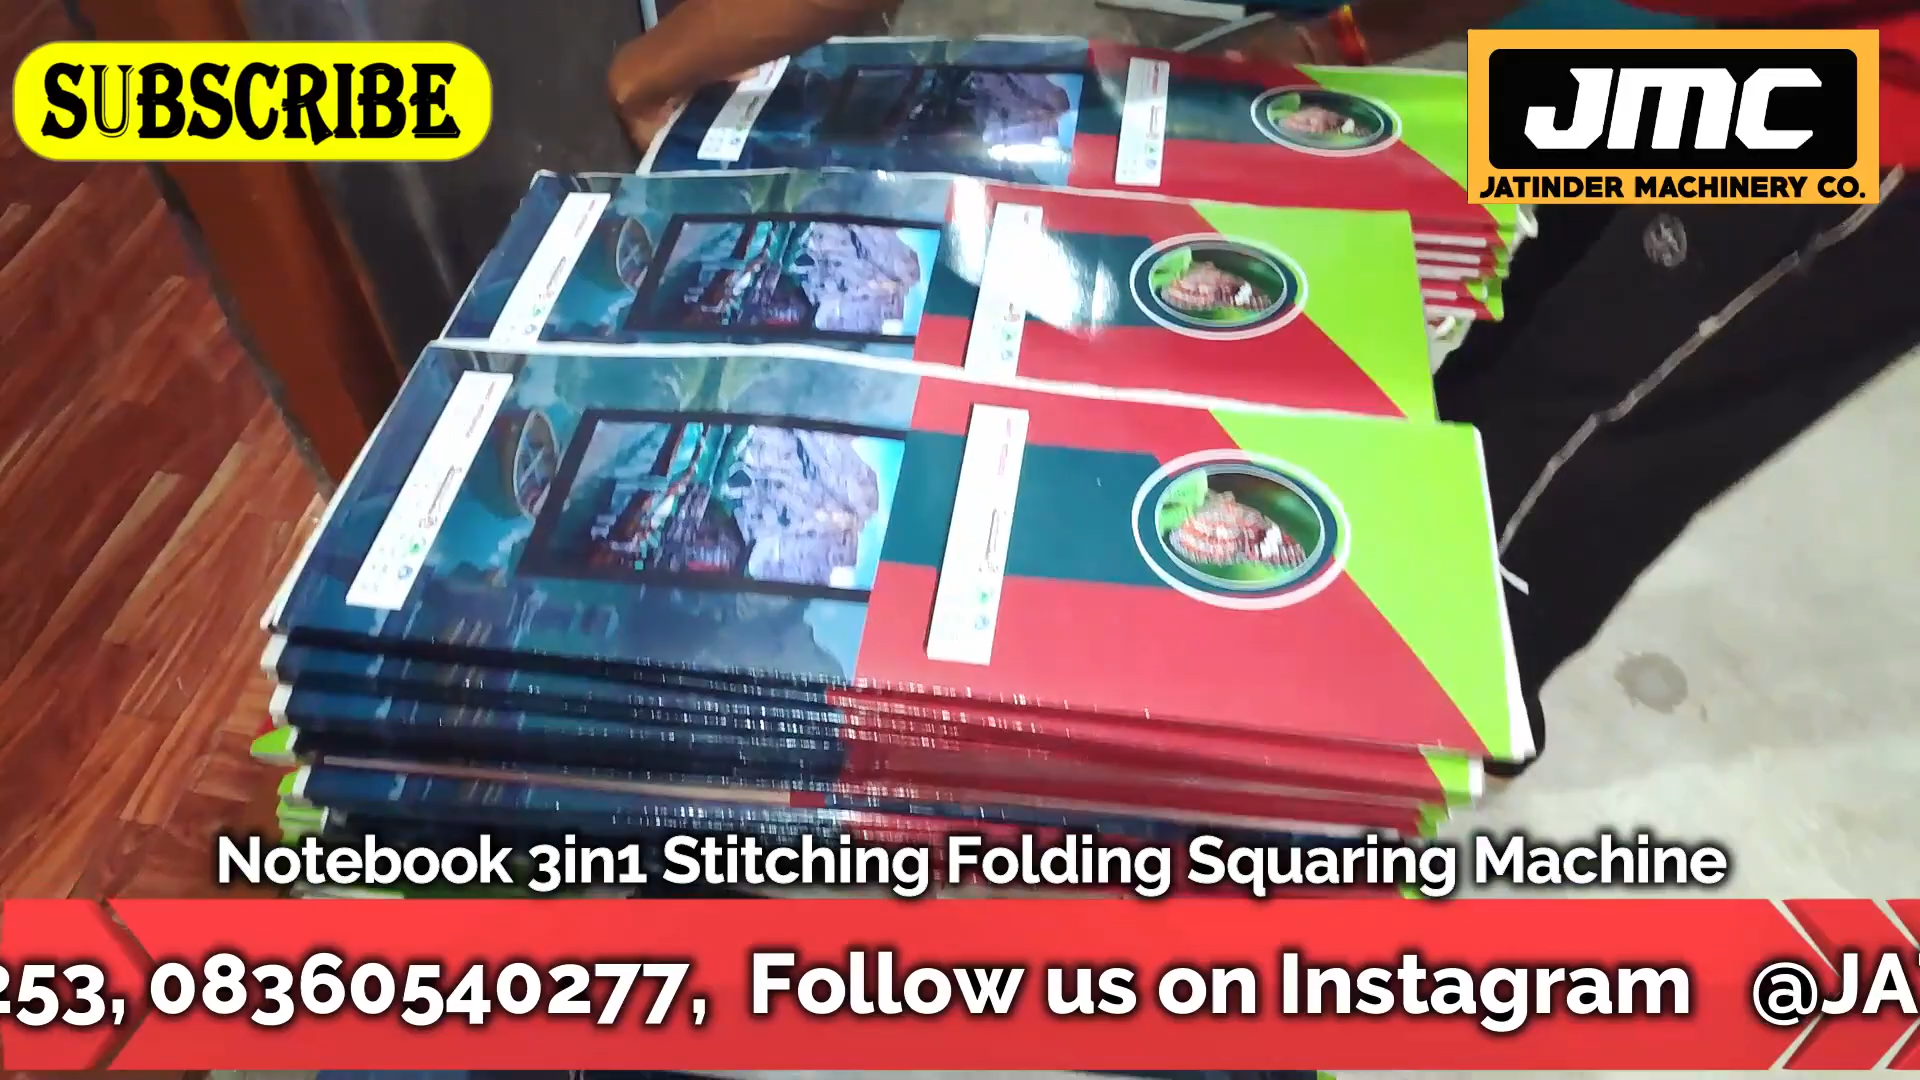 SUBSCRIBE
JMC
JATINDER MACHINERY CO.
Notebook 3in1 Stitching Folding Squaring Machine
253, 08360540277, Follow us on Instagram @JA